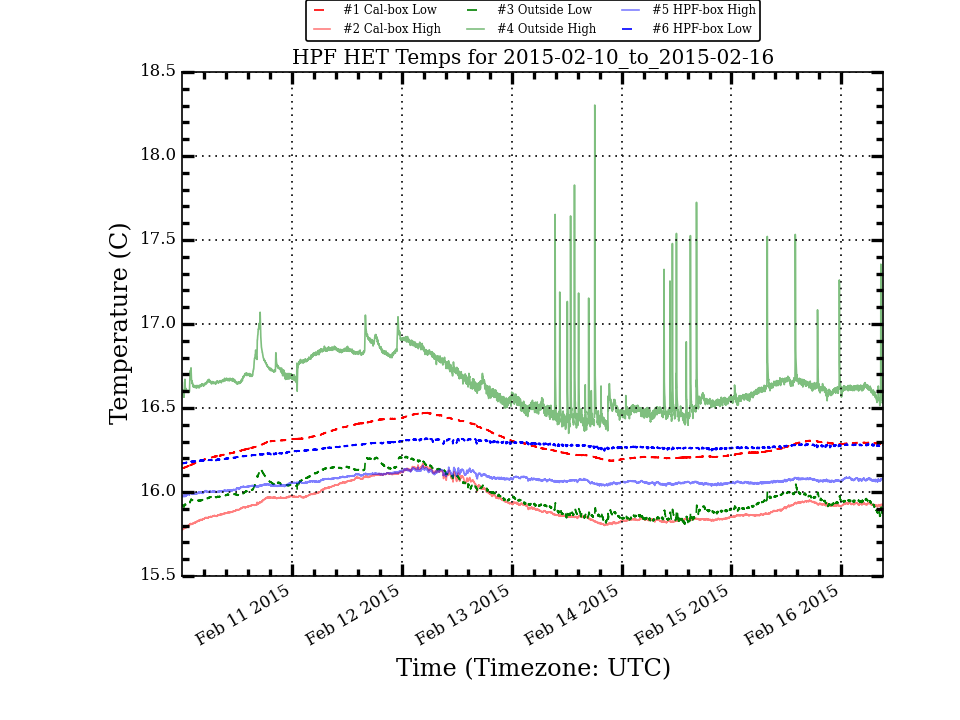 #1 Cal-box Low #3 Outside Low #5 HPF-box High
#2 Cal-box High #4 Outside High #6 HPF-box Low
HPF HET Temps for 2015-02-10_to_2015-02-16
18.5
18.0
17.5
17.0
16.5
16.0
15.5
Temperature (C)
Feb 11 2015 Feb 12 2015 Feb 13 2015 Feb 14 2015 Feb 15 2015 Feb 16 2015
Time (Timezone: UTC)